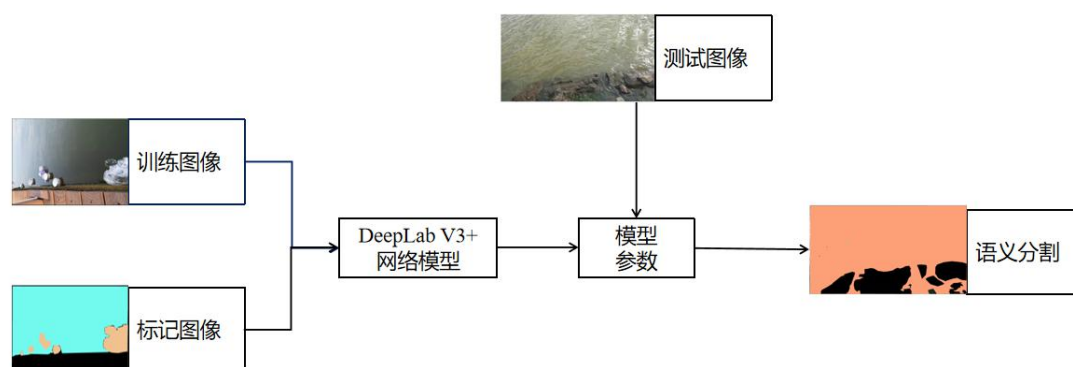 测试图像
训练图像
DeepLab V3+
网络模型
模型
参数
语义分割
标记图像